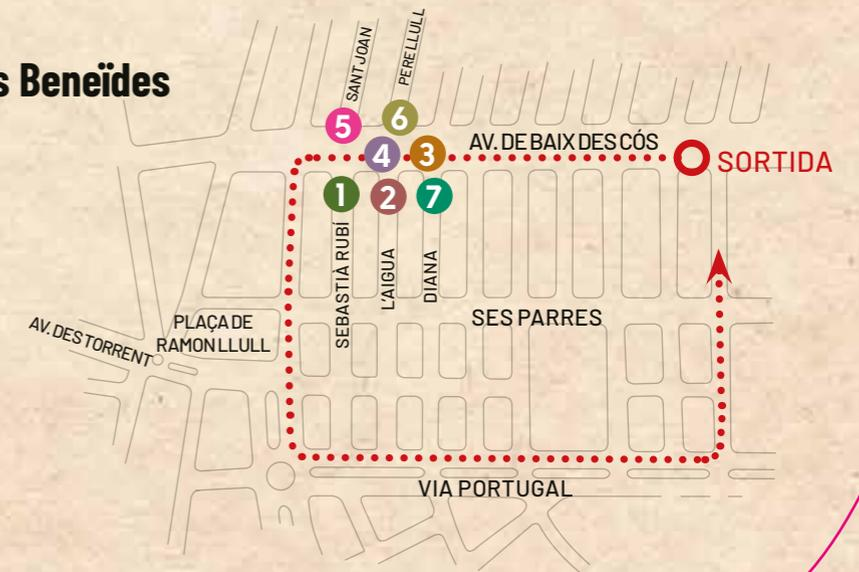 s Beneïdes
SANT JOAN
PERE LLULL
5
6
AV. DE BAIX DES CÓS
4
3
SORTIDA
1
2
7
SEBASTIÀ RUBÍ
L'AIGUA
DIANA
SES PARRES
PLAÇA DE
RAMON LLULL
AV. DES TORRENT
VIA PORTUGAL